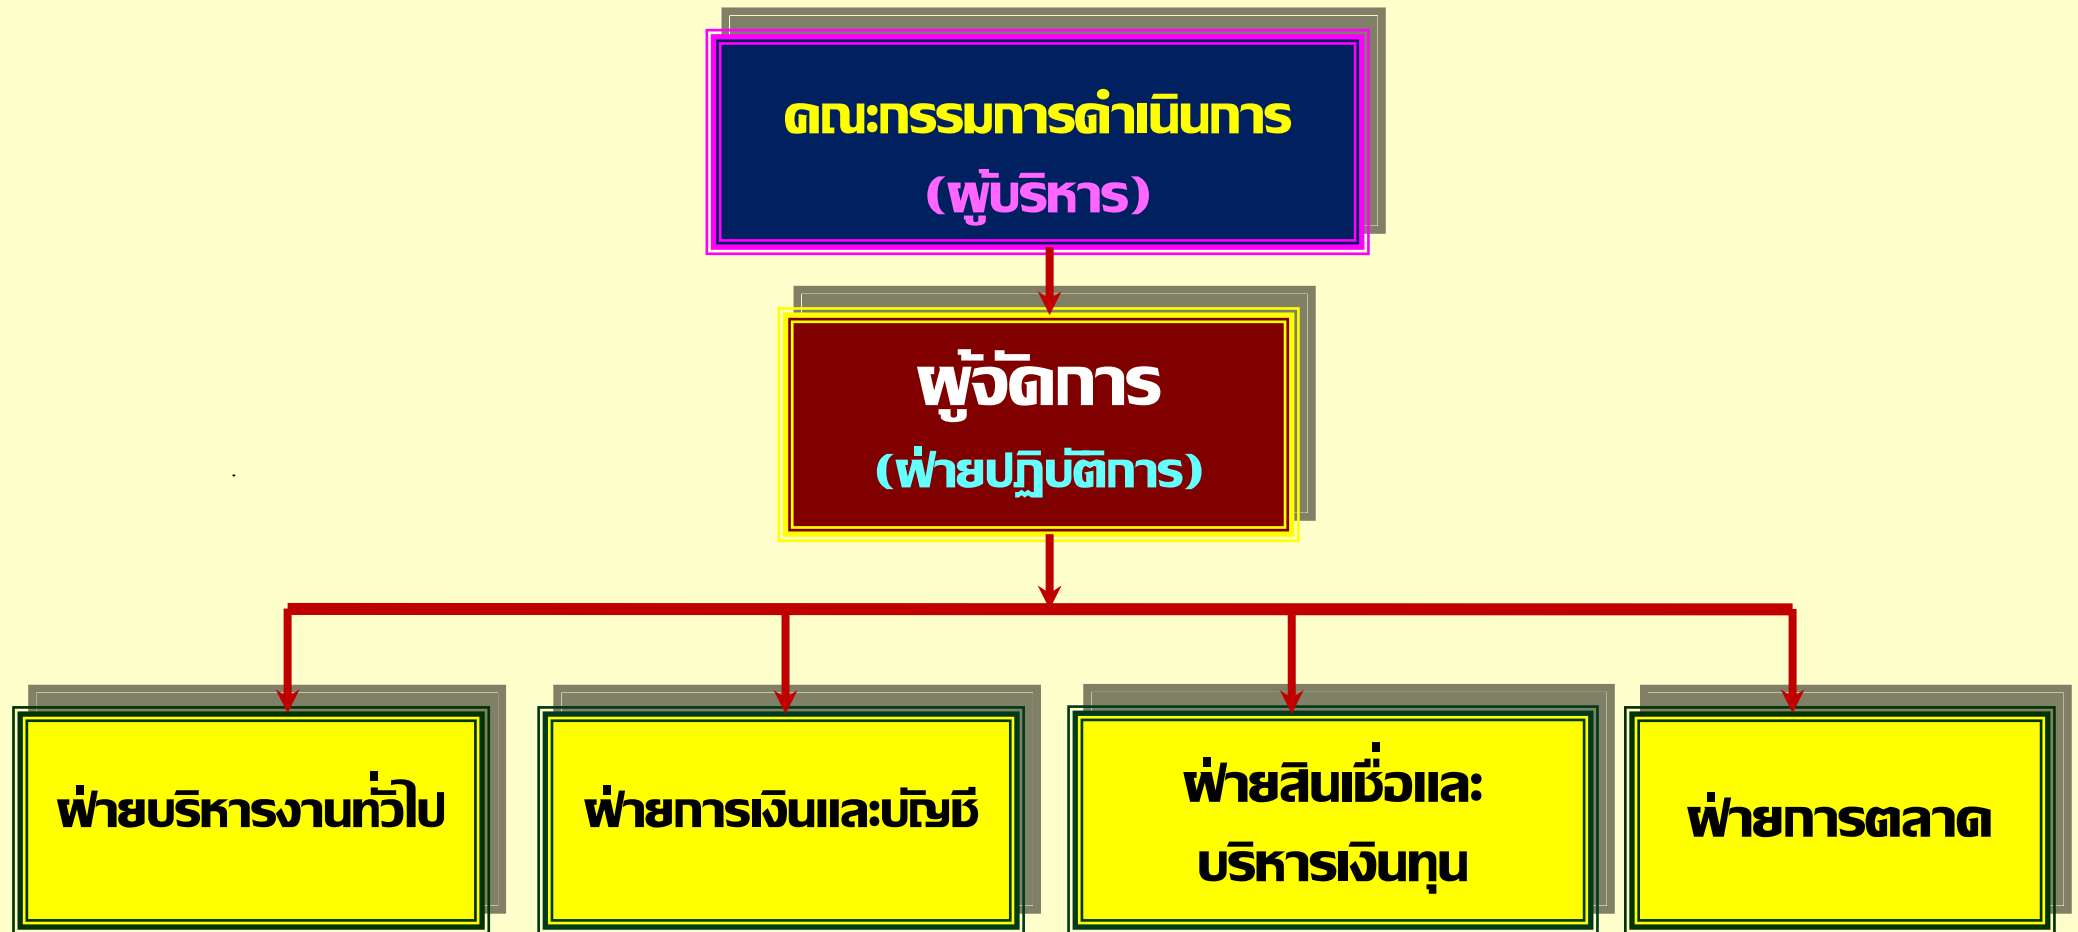 คณะกรรมการดำเนินการ
(ผู้บริหาร)
ผู้จัดการ
(ฝ่ายปฏิบัติการ)
ฝ่ายบริหารงานทั่วไป
ฝ่ายการเงินและบัญชี
ฝ่ายสินเชื่อและ
บริหารเงินทุน
ฝ่ายการตลาด